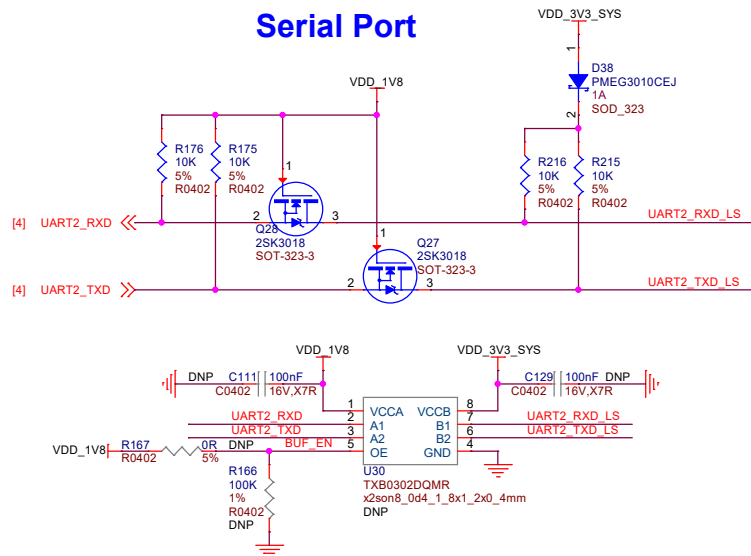 Serial Port
VDD_3V3_SYS
1
D38
PMEG3010CEJ
1A
SOD_323
2
VDD_1V8
R176
10K
5%
R0402
R175
10K
5%
R0402
1
R216
10K
5%
R0402
R215
10K
5%
R0402
[4] UART2_RXD
2
3
UART2_RXD_LS
Q28
2SK3018
SOT-323-3
1
Q27
2SK3018
SOT-323-3
[4] UART2_TXD
2
3
UART2_TXD_LS
VDD_1V8
VDD_3V3_SYS
DNP C111 100nF
C0402 16V,X7R
C129 100nF DNP
C0402 16V,X7R
1 VCCA VCCB 8
UART2_RXD 2 A1 B1 7 UART2_RXD_LS
UART2_TXD 3 A2 B2 6 UART2_TXD_LS
VDD_1V8 R167 0R DNP BUF_EN 5 OE GND 4
R0402 5%
R166
100K
1%
R0402
DNP
U30
TXB0302DQMR
x2son8_0d4_1_8x1_2x0_4mm
DNP